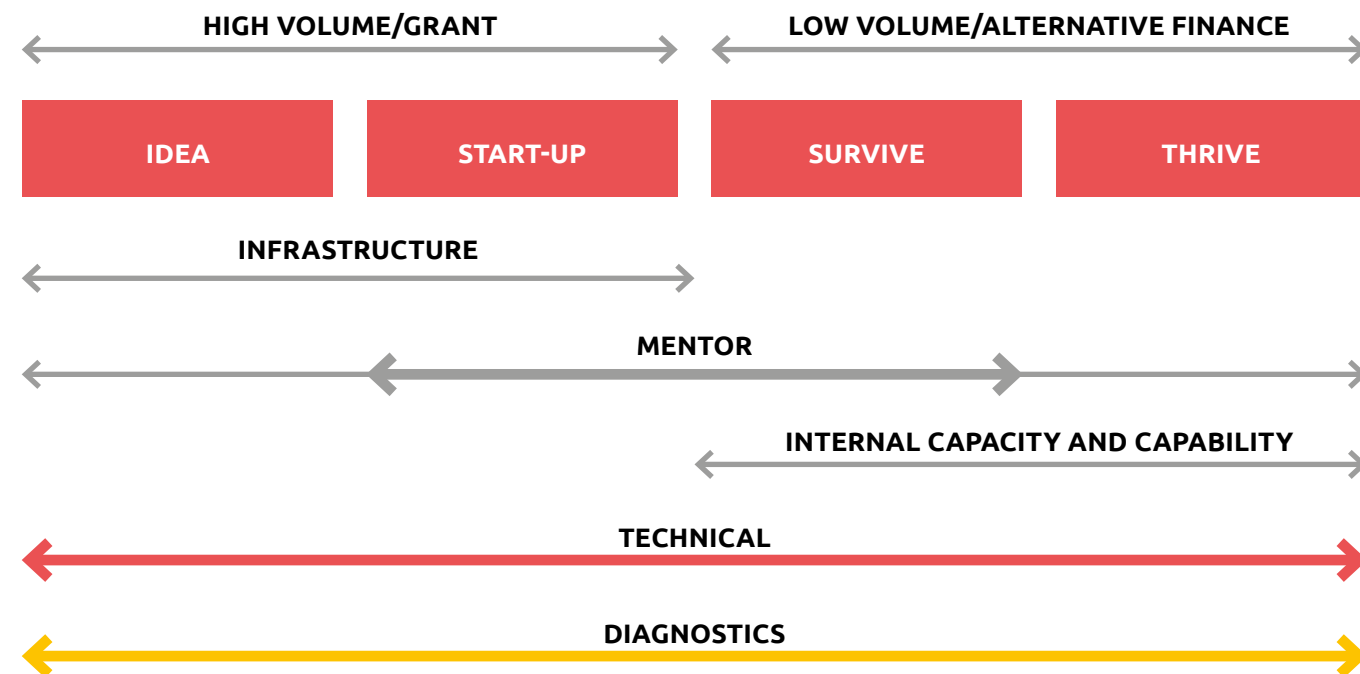 HIGH VOLUME/GRANT
LOW VOLUME/ALTERNATIVE FINANCE
IDEA
START-UP
SURVIVE
THRIVE
INFRASTRUCTURE
MENTOR
INTERNAL CAPACITY AND CAPABILITY
TECHNICAL
DIAGNOSTICS